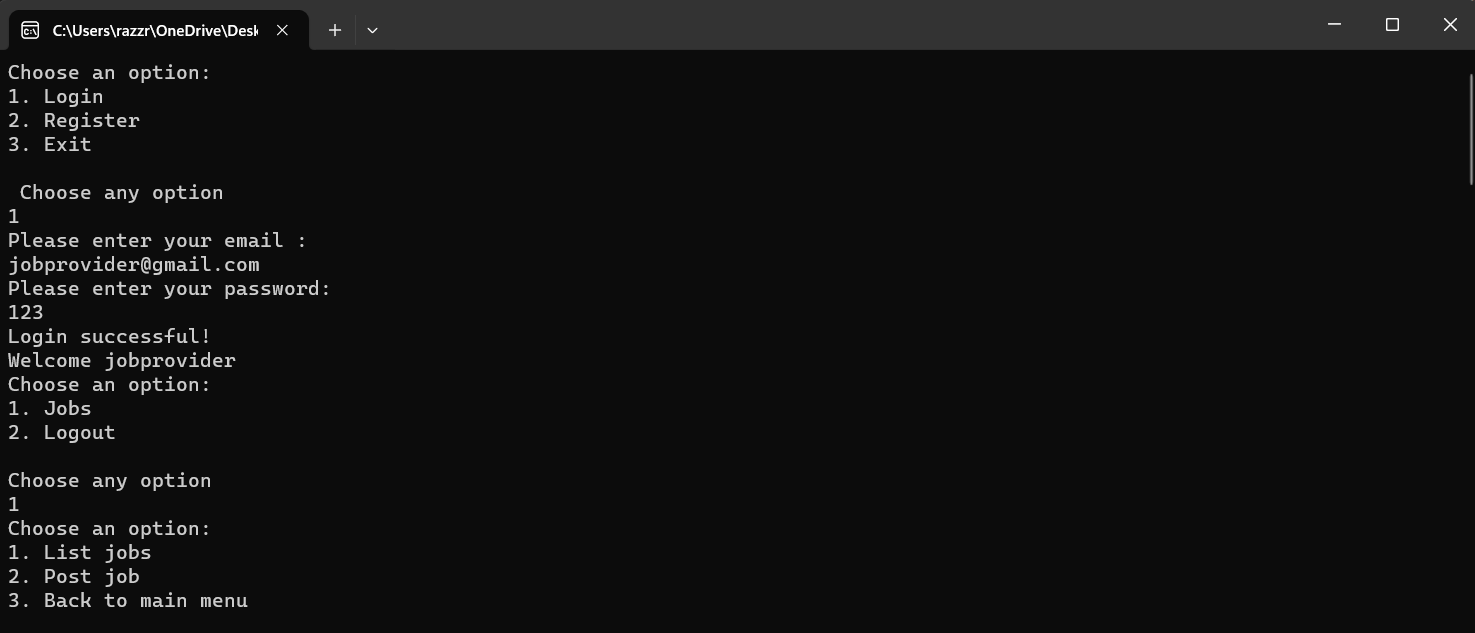 C:\Users\razzr\OneDrive\Desk
Choose an option:
1. Login
2. Register
3. Exit
Choose any option
1
Please enter your email :
jobprovider@gmail.com
Please enter your password:
123
Login successful!
Welcome jobprovider
Choose an option:
1. Jobs
2. Logout
Choose any option
1
Choose an option:
1. List jobs
2. Post job
3. Back to main menu